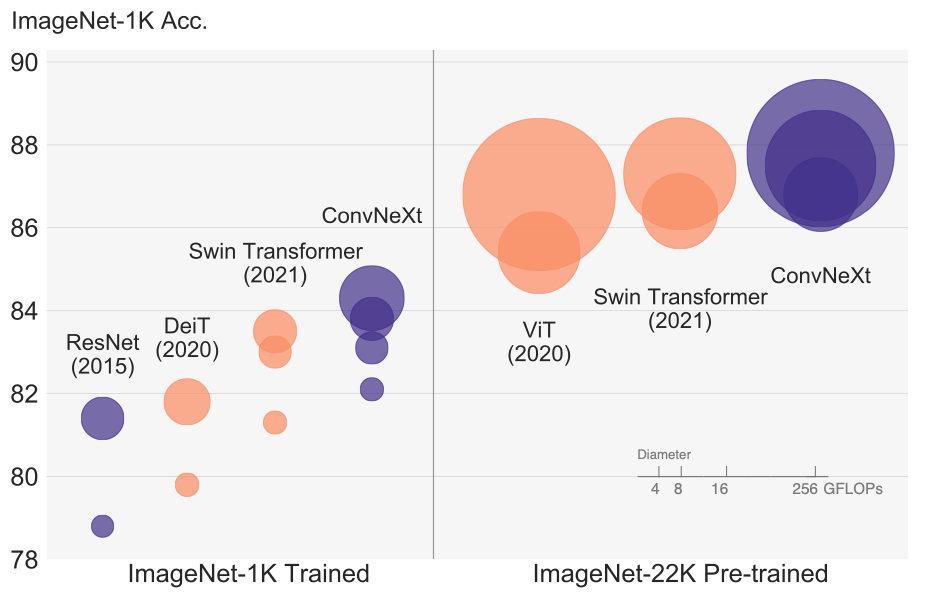 ImageNet-1K Acc.
90
88
86
84
82
80
78
ConvNeXt
Swin Transformer
(2021)
DeiT
(2020)
ResNet
(2015)
ViT
(2020)
Swin Transformer
(2021)
ConvNeXt
Diameter
4 8 16 256 GFLOPs
ImageNet-1K Trained
ImageNet-22K Pre-trained